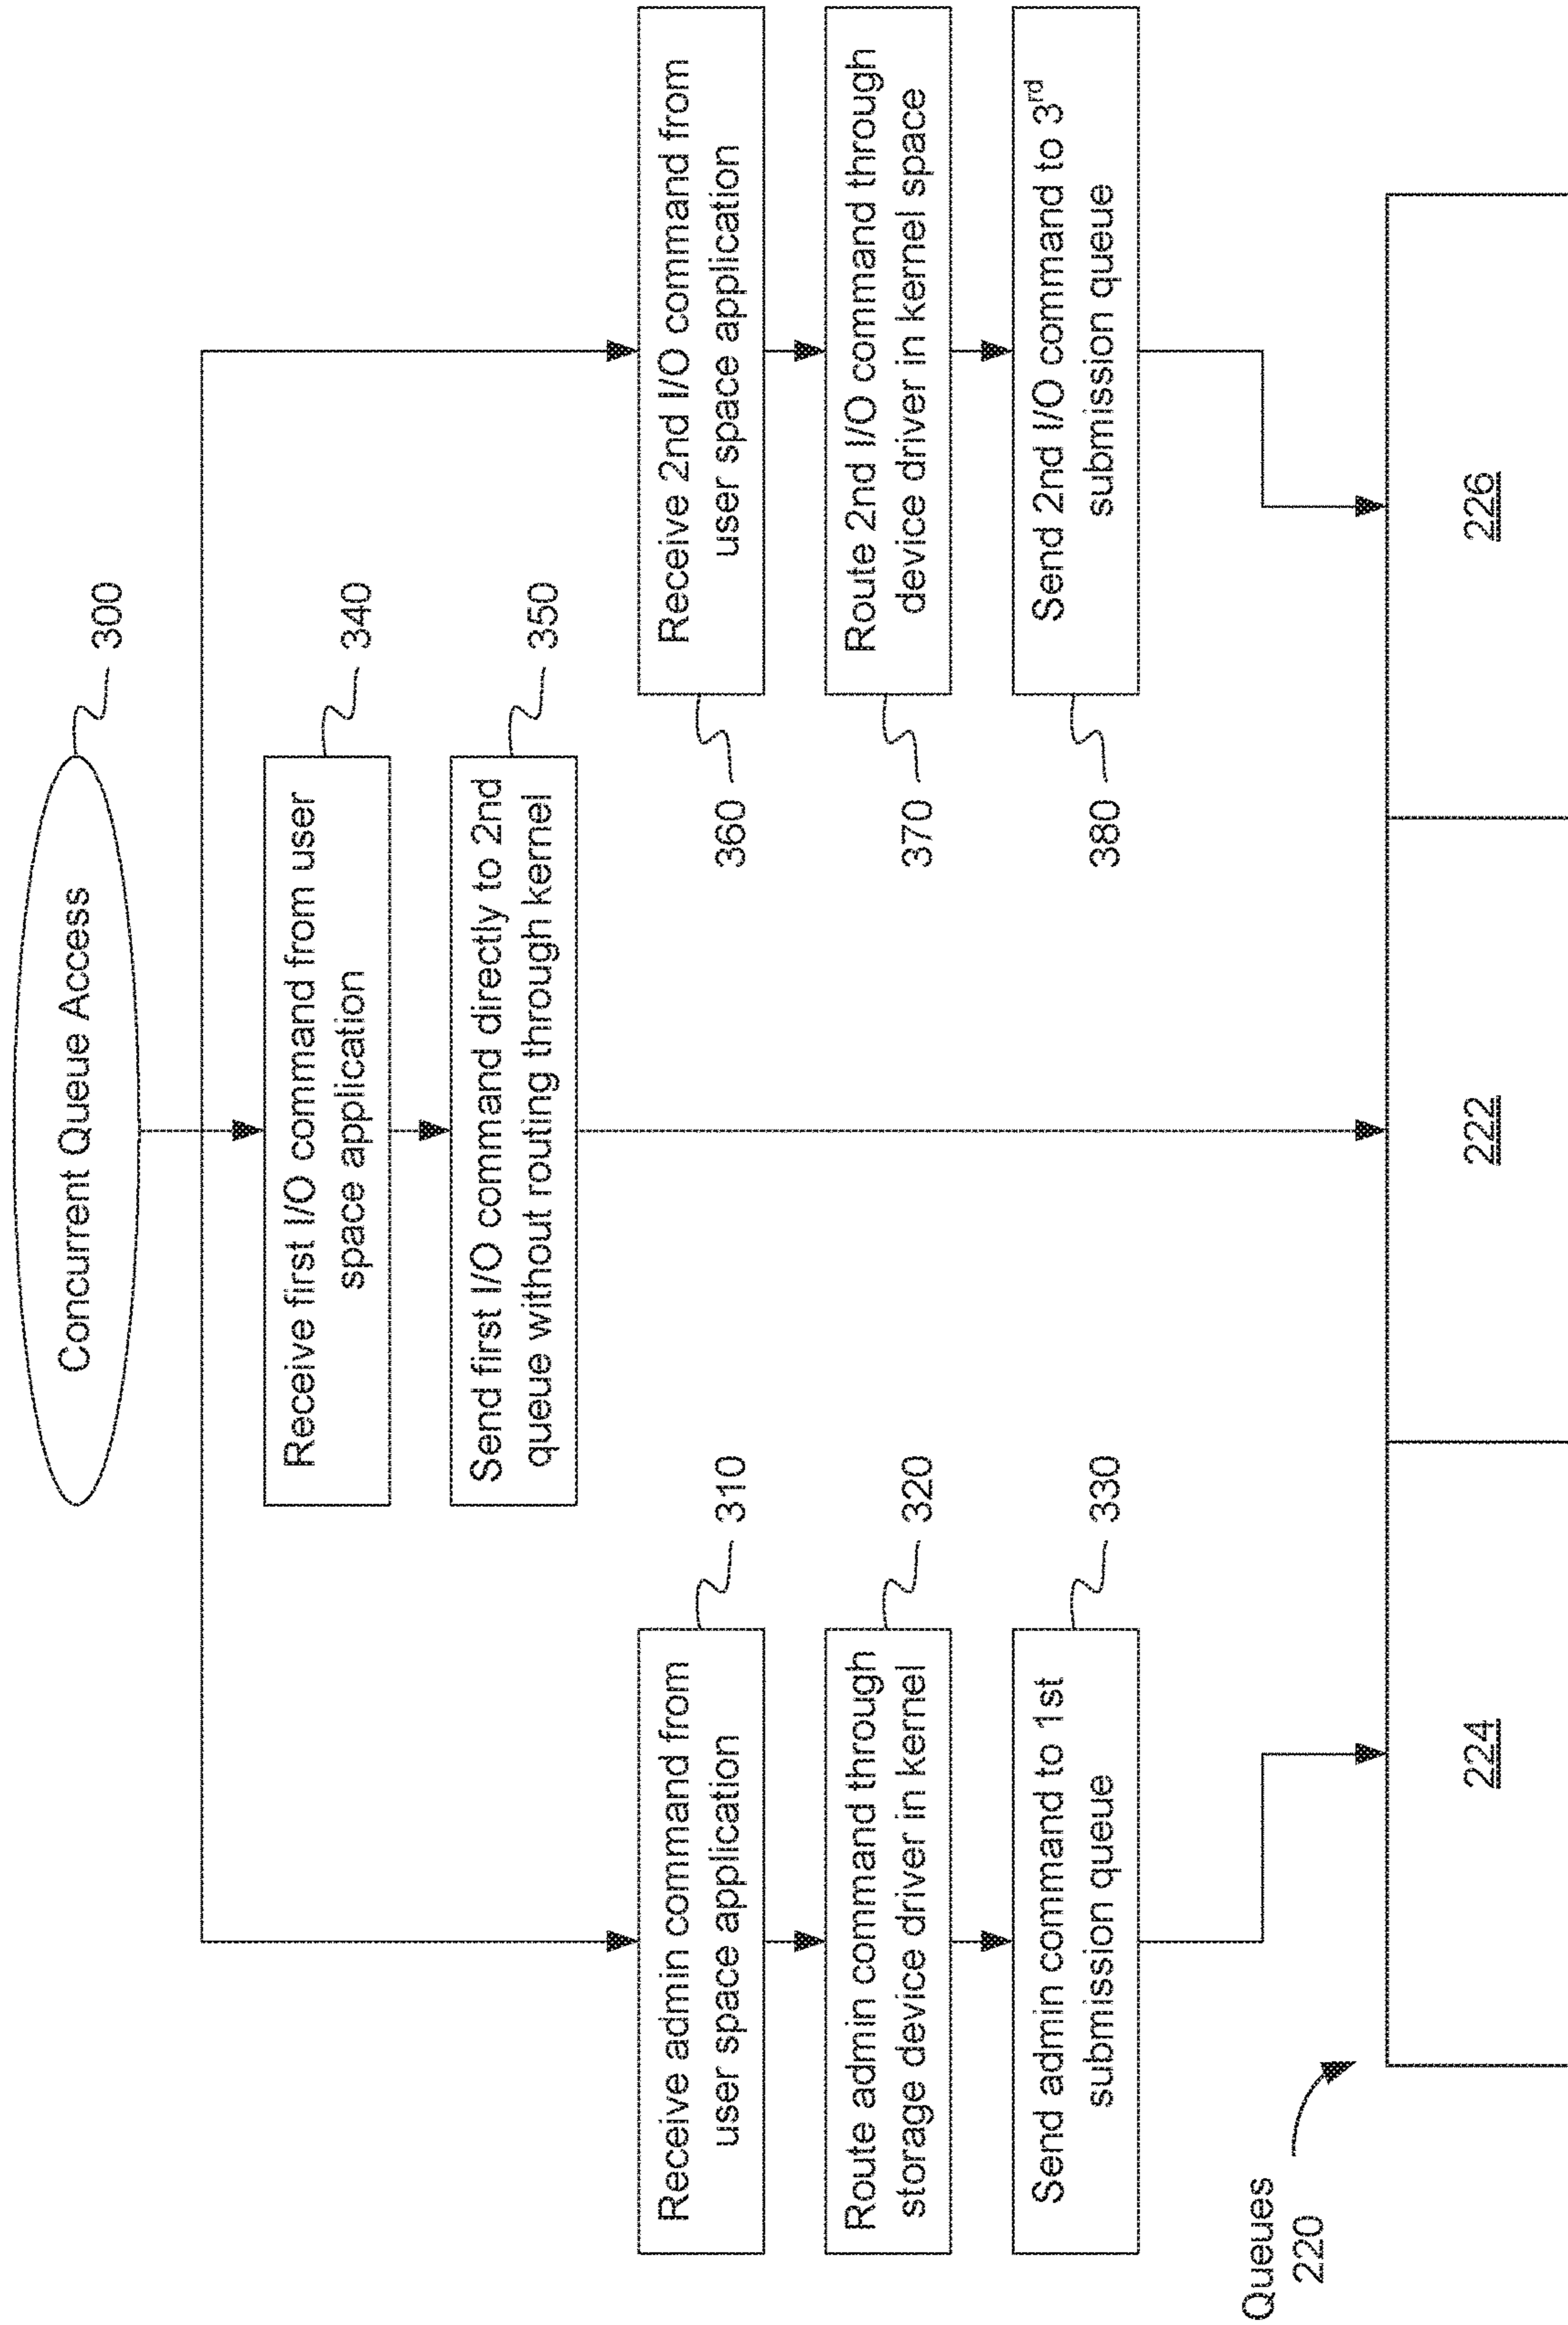 Concurrent Queue Access
300
Receive first I/O command from user
space application
340
Send first I/O command directly to 2nd
queue without routing through kernel
350
Receive admin command from
user space application
310
Route admin command through
storage device driver in kernel
320
Send admin command to 1st
submission queue
330
Receive 2nd I/O command from
user space application
360
Route 2nd I/O command through
device driver in kernel space
370
Send 2nd I/O command to 3rd
submission queue
380
Queues
220
224
222
226